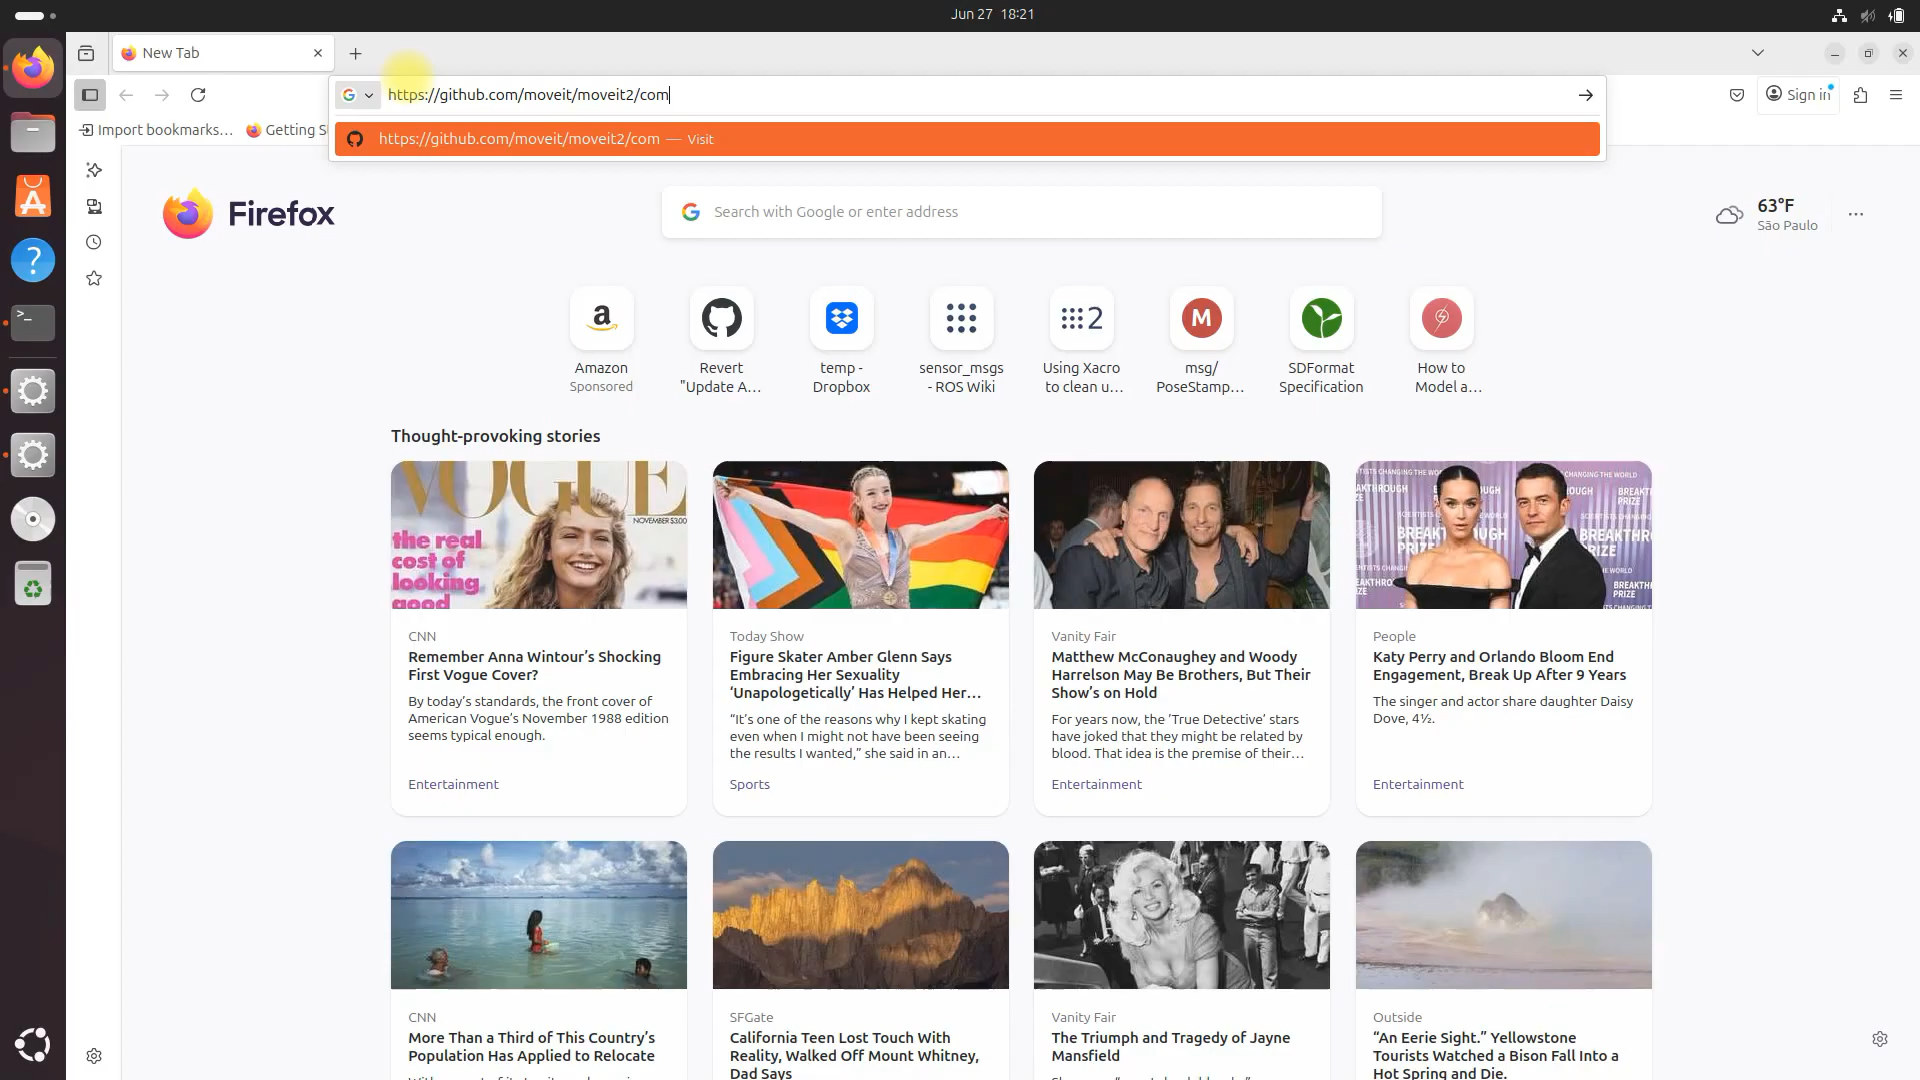 Jun 27 18:21
New Tab
https://github.com/moveit/moveit2/com
Sign in
Import bookmarks…
Getting S
https://github.com/moveit/moveit2/com — Visit
Firefox
Search with Google or enter address
63°F
São Paulo
Amazon
Sponsored
Revert
"Update A…
temp -
Dropbox
sensor_msgs
- ROS Wiki
Using Xacro
to clean u…
msg/
PoseStamp…
SDFormat
Specification
How to
Model a…
Thought-provoking stories
VOGUE
NOVEMBER $3.00
the real
cost of
looking
good
BREAKTHROUGH
PRIZE
CNN
Remember Anna Wintour’s Shocking
First Vogue Cover?
By today’s standards, the front cover of
American Vogue’s November 1988 edition
seems typical enough.
Entertainment
Today Show
Figure Skater Amber Glenn Says
Embracing Her Sexuality
‘Unapologetically’ Has Helped Her…
“It’s one of the reasons why I kept skating
even when I might not have been seeing
the results I wanted,” she said in an…
Sports
Vanity Fair
Matthew McConaughey and Woody
Harrelson May Be Brothers, But Their
Show’s on Hold
For years now, the ‘True Detective’ stars
have joked that they might be related by
blood. That idea is the premise of their…
Entertainment
People
Katy Perry and Orlando Bloom End
Engagement, Break Up After 9 Years
The singer and actor share daughter Daisy
Dove, 4½.
Entertainment
CNN
More Than a Third of This Country’s
Population Has Applied to Relocate
SFGate
California Teen Lost Touch With
Reality, Walked Off Mount Whitney,
Dad Says
Vanity Fair
The Triumph and Tragedy of Jayne
Mansfield
Outside
“An Eerie Sight.” Yellowstone
Tourists Watched a Bison Fall Into a
Hot Spring and Die.